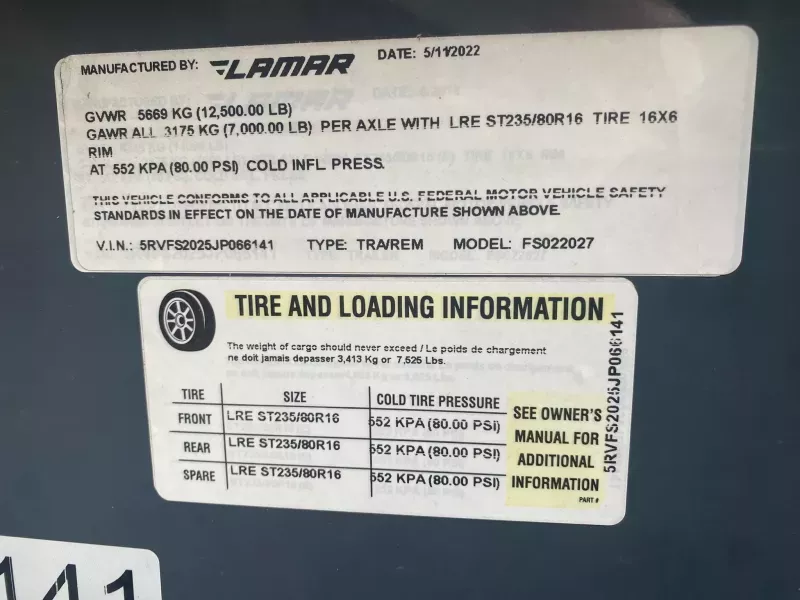 MANUFACTURED BY: LAMAR DATE: 5/11/2022
GVWR 5669 KG (12,500.00 LB)
GAWR ALL 3175 KG (7,000.00 LB) PER AXLE WITH LRE ST235/80R16 TIRE 16X6
RIM
AT 552 KPA (80.00 PSI) COLD INFL PRESS.
THIS VEHICLE CONFORMS TO ALL APPLICABLE U.S. FEDERAL MOTOR VEHICLE SAFETY
STANDARDS IN EFFECT ON THE DATE OF MANUFACTURE SHOWN ABOVE.
V.I.N.: 5RVFS2025JP066141 TYPE: TRA/REM MODEL: FS022027
TIRE AND LOADING INFORMATION
The weight of cargo should never exceed / Le poids de chargement
ne doit jamais depasser 3,413 Kg or 7,525 Lbs.
TIRE SIZE COLD TIRE PRESSURE
FRONT LRE ST235/80R16 552 KPA (80.00 PSI)
REAR LRE ST235/80R16 552 KPA (80.00 PSI)
SPARE LRE ST235/80R16 552 KPA (80.00 PSI)
SEE OWNER'S
MANUAL FOR
ADDITIONAL
INFORMATION
PART #
5RVFS2025JP066141
141